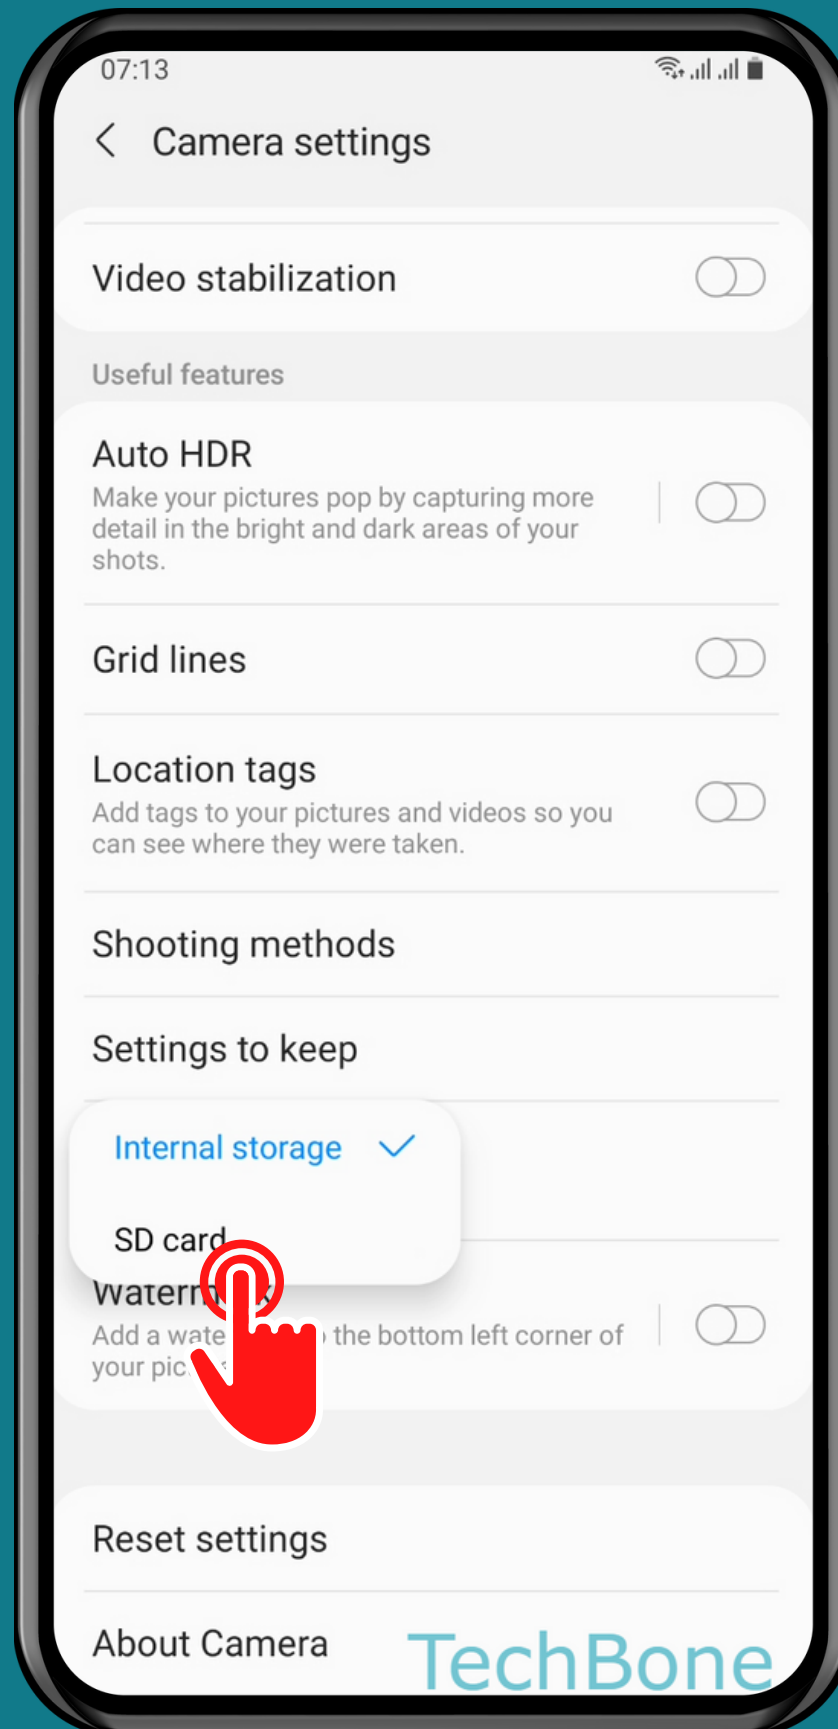 07:13
Camera settings
Video stabilization
Useful features
Auto HDR
Make your pictures pop by capturing more
detail in the bright and dark areas of your
shots.
Grid lines
Location tags
Add tags to your pictures and videos so you
can see where they were taken.
Shooting methods
Settings to keep
Internal storage
SD card
Add a the bottom left corner of
your
Reset settings
About Camera
TechBone